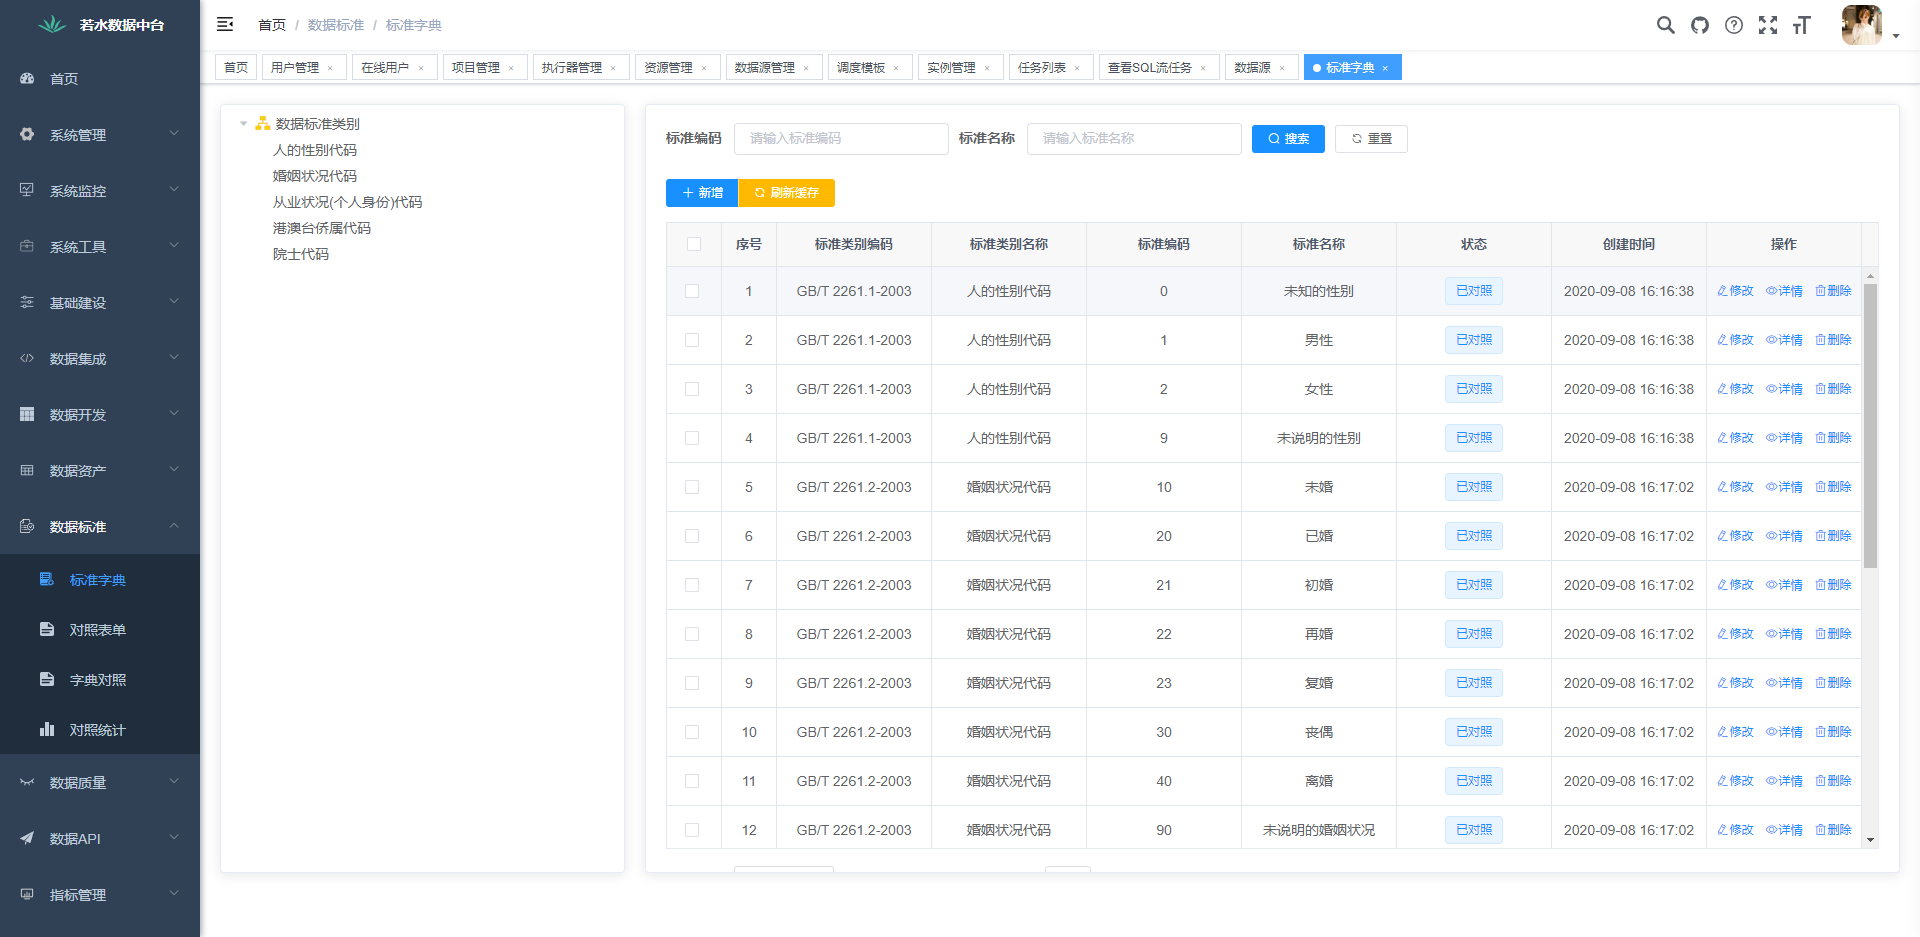 若水数据中台
首页
系统管理
系统监控
系统工具
基础建设
数据集成
数据开发
数据资产
数据标准
标准字典
对照表单
字典对照
对照统计
数据质量
数据API
指标管理
首页 / 数据标准 / 标准字典
首页 用户管理 × 在线用户 × 项目管理 × 执行器管理 × 资源管理 × 数据源管理 × 调度模板 × 实例管理 × 任务列表 × 查看SQL流任务 × 数据源 × 标准字典 ×
数据标准类别
人的性别代码
婚姻状况代码
从业状况(个人身份)代码
港澳台侨属代码
院士代码
标准编码 请输入标准编码 标准名称 请输入标准名称 搜索 重置
新增 刷新缓存
序号 标准类别编码 标准类别名称 标准编码 标准名称 状态 创建时间 操作
1 GB/T 2261.1-2003 人的性别代码 0 未知的性别 已对照 2020-09-08 16:16:38 修改 详情 删除
2 GB/T 2261.1-2003 人的性别代码 1 男性 已对照 2020-09-08 16:16:38 修改 详情 删除
3 GB/T 2261.1-2003 人的性别代码 2 女性 已对照 2020-09-08 16:16:38 修改 详情 删除
4 GB/T 2261.1-2003 人的性别代码 9 未说明的性别 已对照 2020-09-08 16:16:38 修改 详情 删除
5 GB/T 2261.2-2003 婚姻状况代码 10 未婚 已对照 2020-09-08 16:17:02 修改 详情 删除
6 GB/T 2261.2-2003 婚姻状况代码 20 已婚 已对照 2020-09-08 16:17:02 修改 详情 删除
7 GB/T 2261.2-2003 婚姻状况代码 21 初婚 已对照 2020-09-08 16:17:02 修改 详情 删除
8 GB/T 2261.2-2003 婚姻状况代码 22 再婚 已对照 2020-09-08 16:17:02 修改 详情 删除
9 GB/T 2261.2-2003 婚姻状况代码 23 复婚 已对照 2020-09-08 16:17:02 修改 详情 删除
10 GB/T 2261.2-2003 婚姻状况代码 30 丧偶 已对照 2020-09-08 16:17:02 修改 详情 删除
11 GB/T 2261.2-2003 婚姻状况代码 40 离婚 已对照 2020-09-08 16:17:02 修改 详情 删除
12 GB/T 2261.2-2003 婚姻状况代码 90 未说明的婚姻状况 已对照 2020-09-08 16:17:02 修改 详情 删除